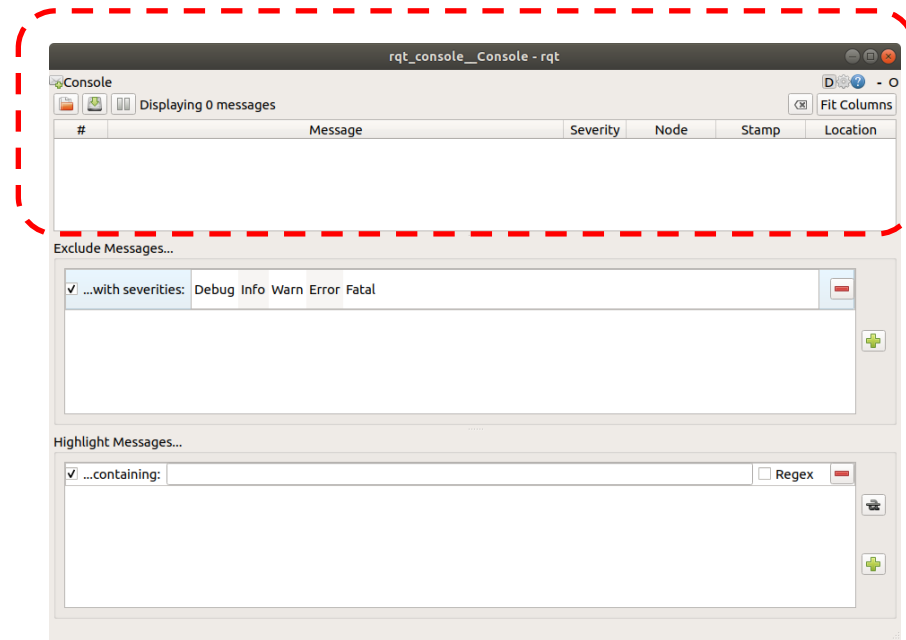 rqt_console__Console - rqt
Console D - O
Displaying 0 messages Fit Columns
# Message Severity Node Stamp Location
Exclude Messages...
...with severities: Debug Info Warn Error Fatal
Highlight Messages...
...containing: Regex